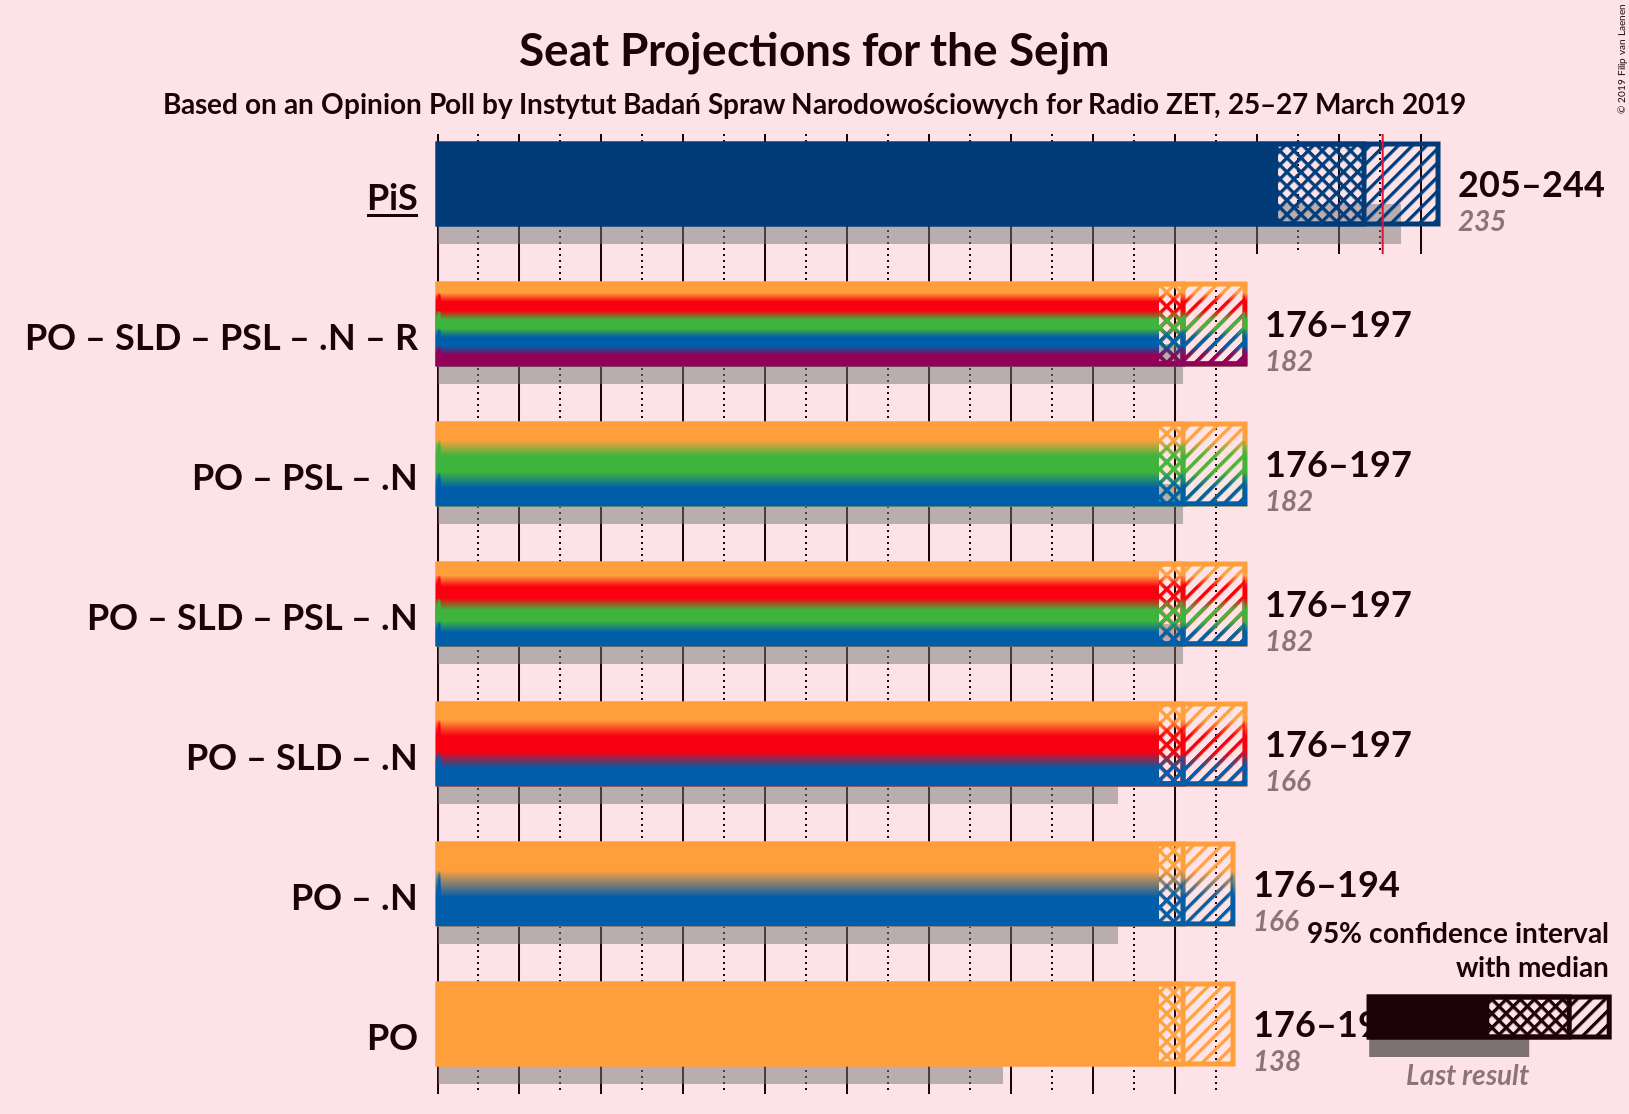 Seat Projections for the Sejm
Based on an Opinion Poll by Instytut Badań Spraw Narodowościowych for Radio ZET, 25–27 March 2019
© 2019 Filip van Laenen
PiS
205–244
235
PO – SLD – PSL – .N – R
176–197
182
PO – PSL – .N
176–197
182
PO – SLD – PSL – .N
176–197
182
PO – SLD – .N
176–197
166
PO – .N
176–194
166
95% confidence interval
with median
PO
138
Last result